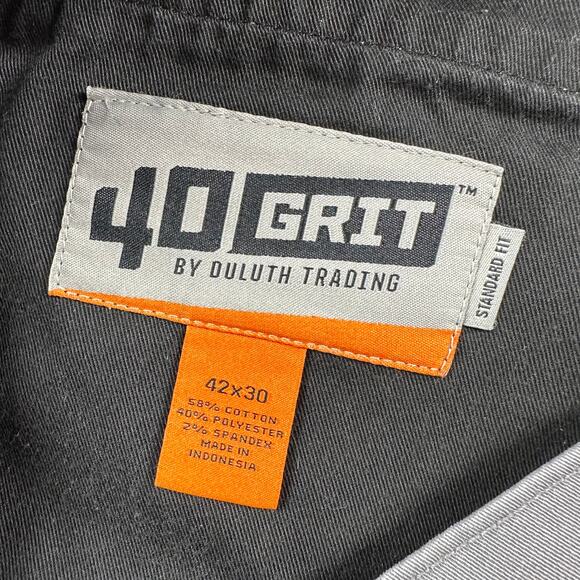 40 GRIT™
BY DULUTH TRADING
STANDARD FIT
42x30
58% COTTON
40% POLYESTER
2% SPANDEX
MADE IN
INDONESIA